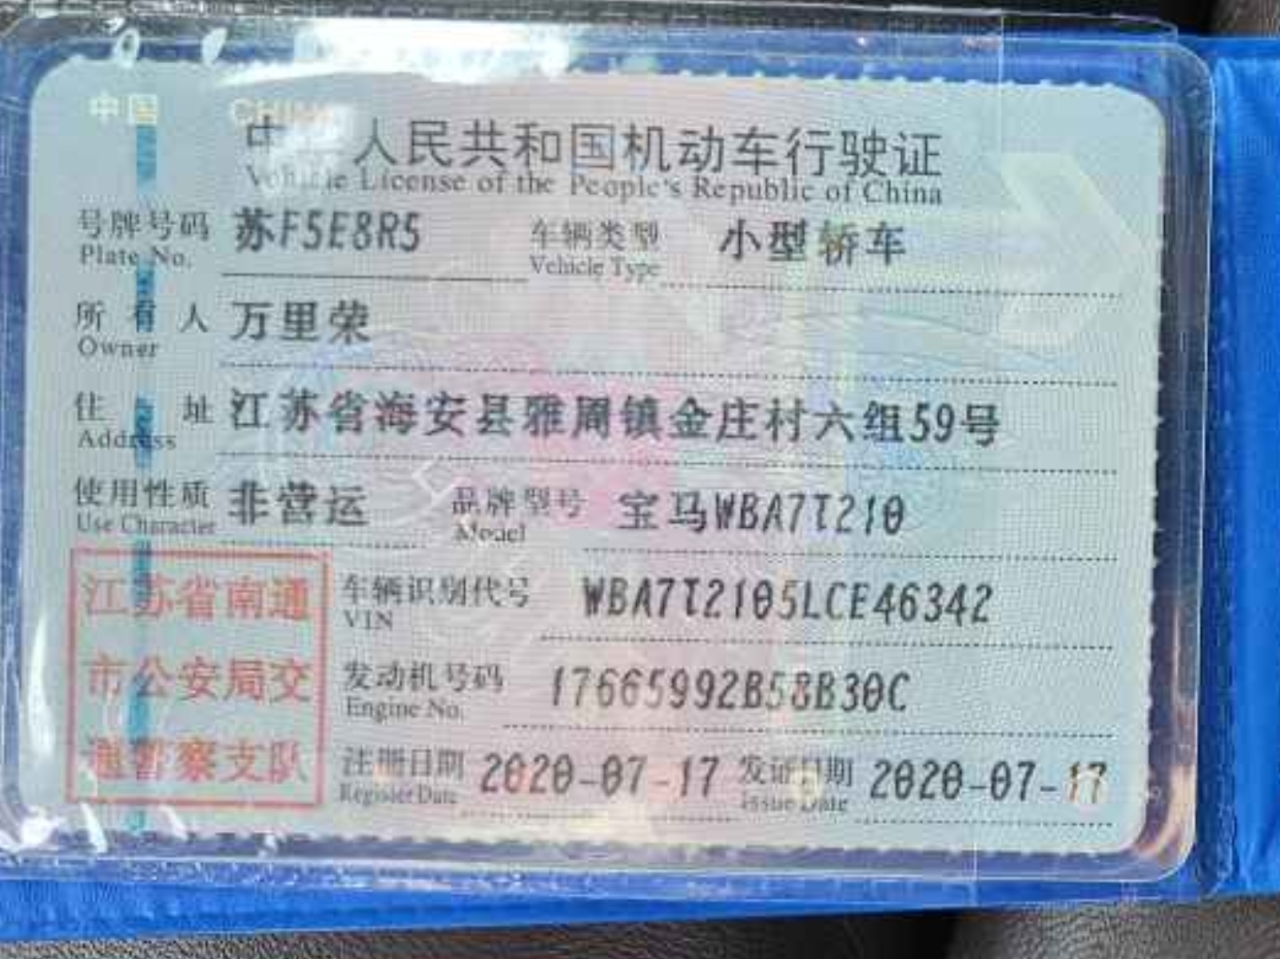 中国 CHINA
中 人民共和国机动车行驶证
Vehicle License of the People's Republic of China
号牌号码 苏F5E8R5 车辆类型 小型轿车
Plate No. Vehicle Type
所有人 万里荣
Owner
住址 江苏省海安县雅周镇金庄村六组59号
Address
使用性质 非营运 品牌型号 宝马WBA7T210
Use Character Model
江苏省南通
市公安局交
通警察支队
车辆识别代号 WBA7T2105LCE46342
VIN
发动机号码 17665992B58B30C
Engine No.
注册日期 2020-07-17 发证日期 2020-07-17
Register Date Issue Date